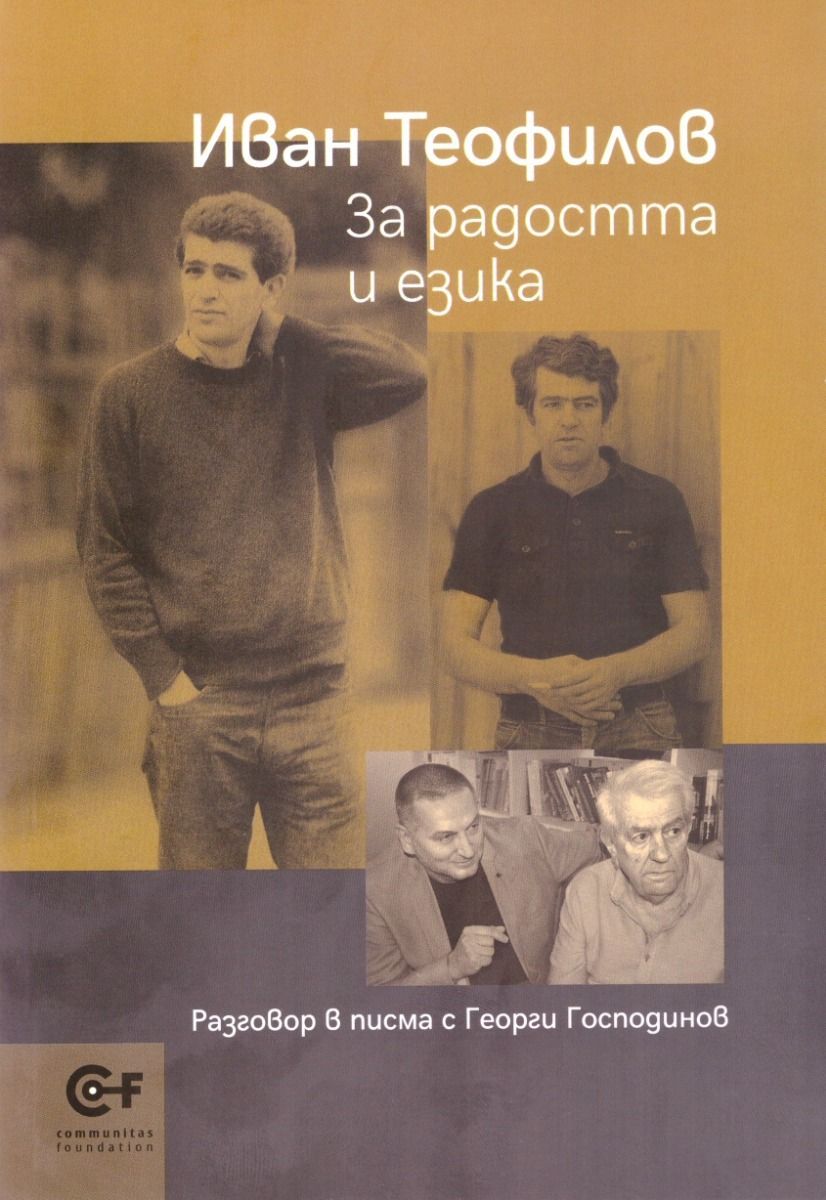 Иван Теофилов
За радостта
и езика
Разговор в писма с Георги Господинов
CF
communitas
foundation